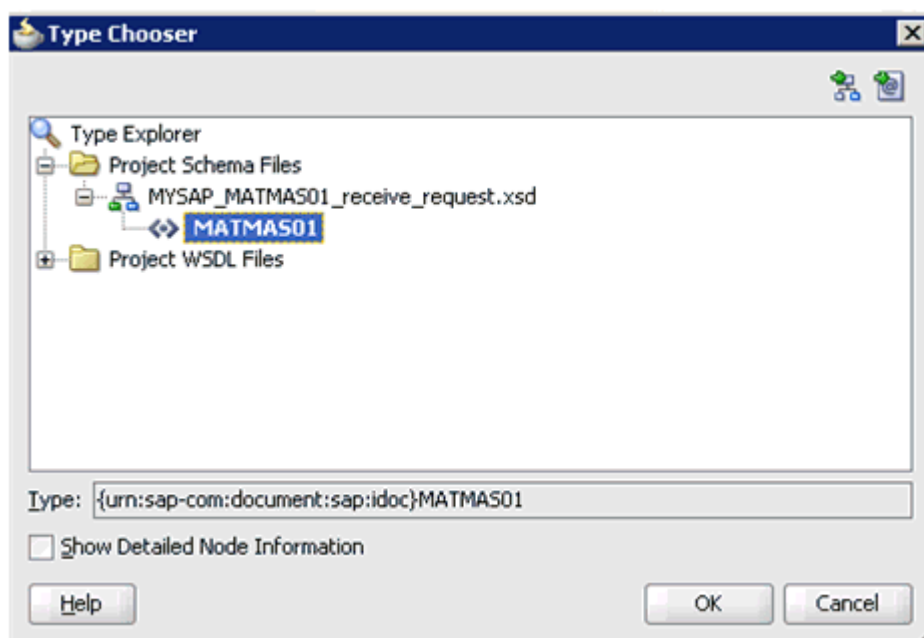 Type Chooser
Type Explorer
Project Schema Files
MYSAP_MATMAS01_receive_request.xsd
MATMAS01
Project WSDL Files
Type: {urn:sap-com:document:sap:idoc}MATMAS01
Show Detailed Node Information
Help OK Cancel